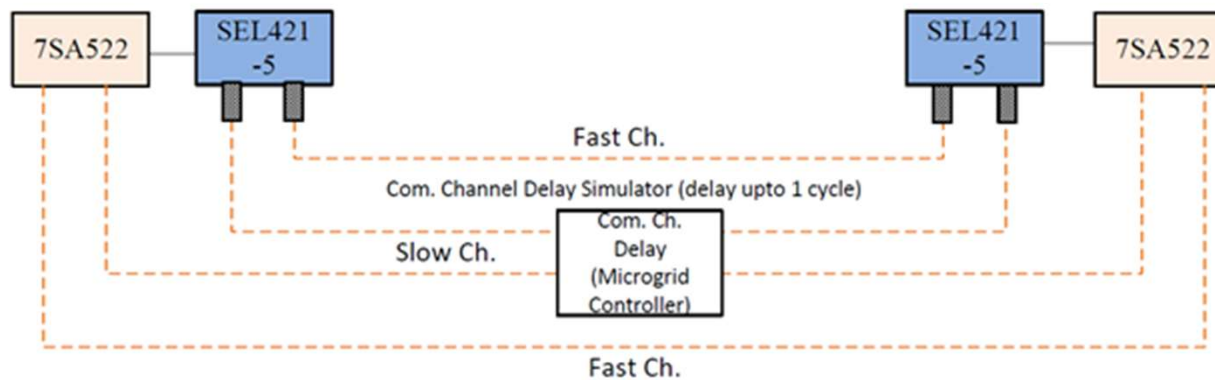 7SA522
SEL421
-5
SEL421
-5
7SA522
Fast Ch.
Com. Channel Delay Simulator (delay upto 1 cycle)
Slow Ch.
Com. Ch.
Delay
(Microgrid
Controller)
Fast Ch.